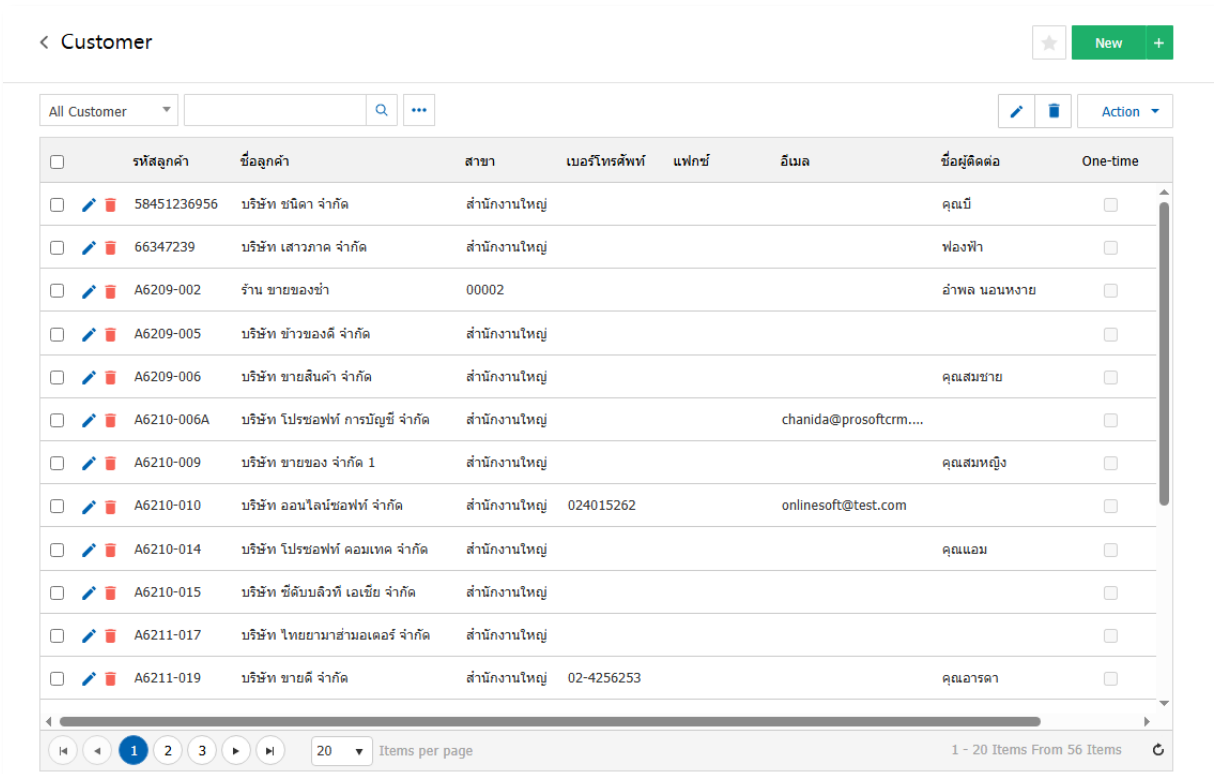 Customer
New +
All Customer
Action
รหัสลูกค้า ชื่อลูกค้า สาขา เบอร์โทรศัพท์ แฟกซ์ อีเมล ชื่อผู้ติดต่อ One-time
58451236956 บริษัท ชนิดา จำกัด สำนักงานใหญ่ คุณบี
66347239 บริษัท เสาวภาค จำกัด สำนักงานใหญ่ ฟองฟ้า
A6209-002 ร้าน ขายของชำ 00002 อำพล นอนหงาย
A6209-005 บริษัท ข้าวของดี จำกัด สำนักงานใหญ่
A6209-006 บริษัท ขายสินค้า จำกัด สำนักงานใหญ่ คุณสมชาย
A6210-006A บริษัท โปรซอฟท์ การบัญชี จำกัด สำนักงานใหญ่ chanida@prosoftcrm....
A6210-009 บริษัท ขายของ จำกัด 1 สำนักงานใหญ่ คุณสมหญิง
A6210-010 บริษัท ออนไลน์ซอฟท์ จำกัด สำนักงานใหญ่ 024015262 onlinesoft@test.com
A6210-014 บริษัท โปรซอฟท์ คอมเทค จำกัด สำนักงานใหญ่ คุณแอม
A6210-015 บริษัท ซีดับบลิวที เอเชีย จำกัด สำนักงานใหญ่
A6211-017 บริษัท ไทยยามาฮ่ามอเตอร์ จำกัด สำนักงานใหญ่
A6211-019 บริษัท ขายดี จำกัด สำนักงานใหญ่ 02-4256253 คุณอารดา
1 2 3 20 Items per page 1 - 20 Items From 56 Items